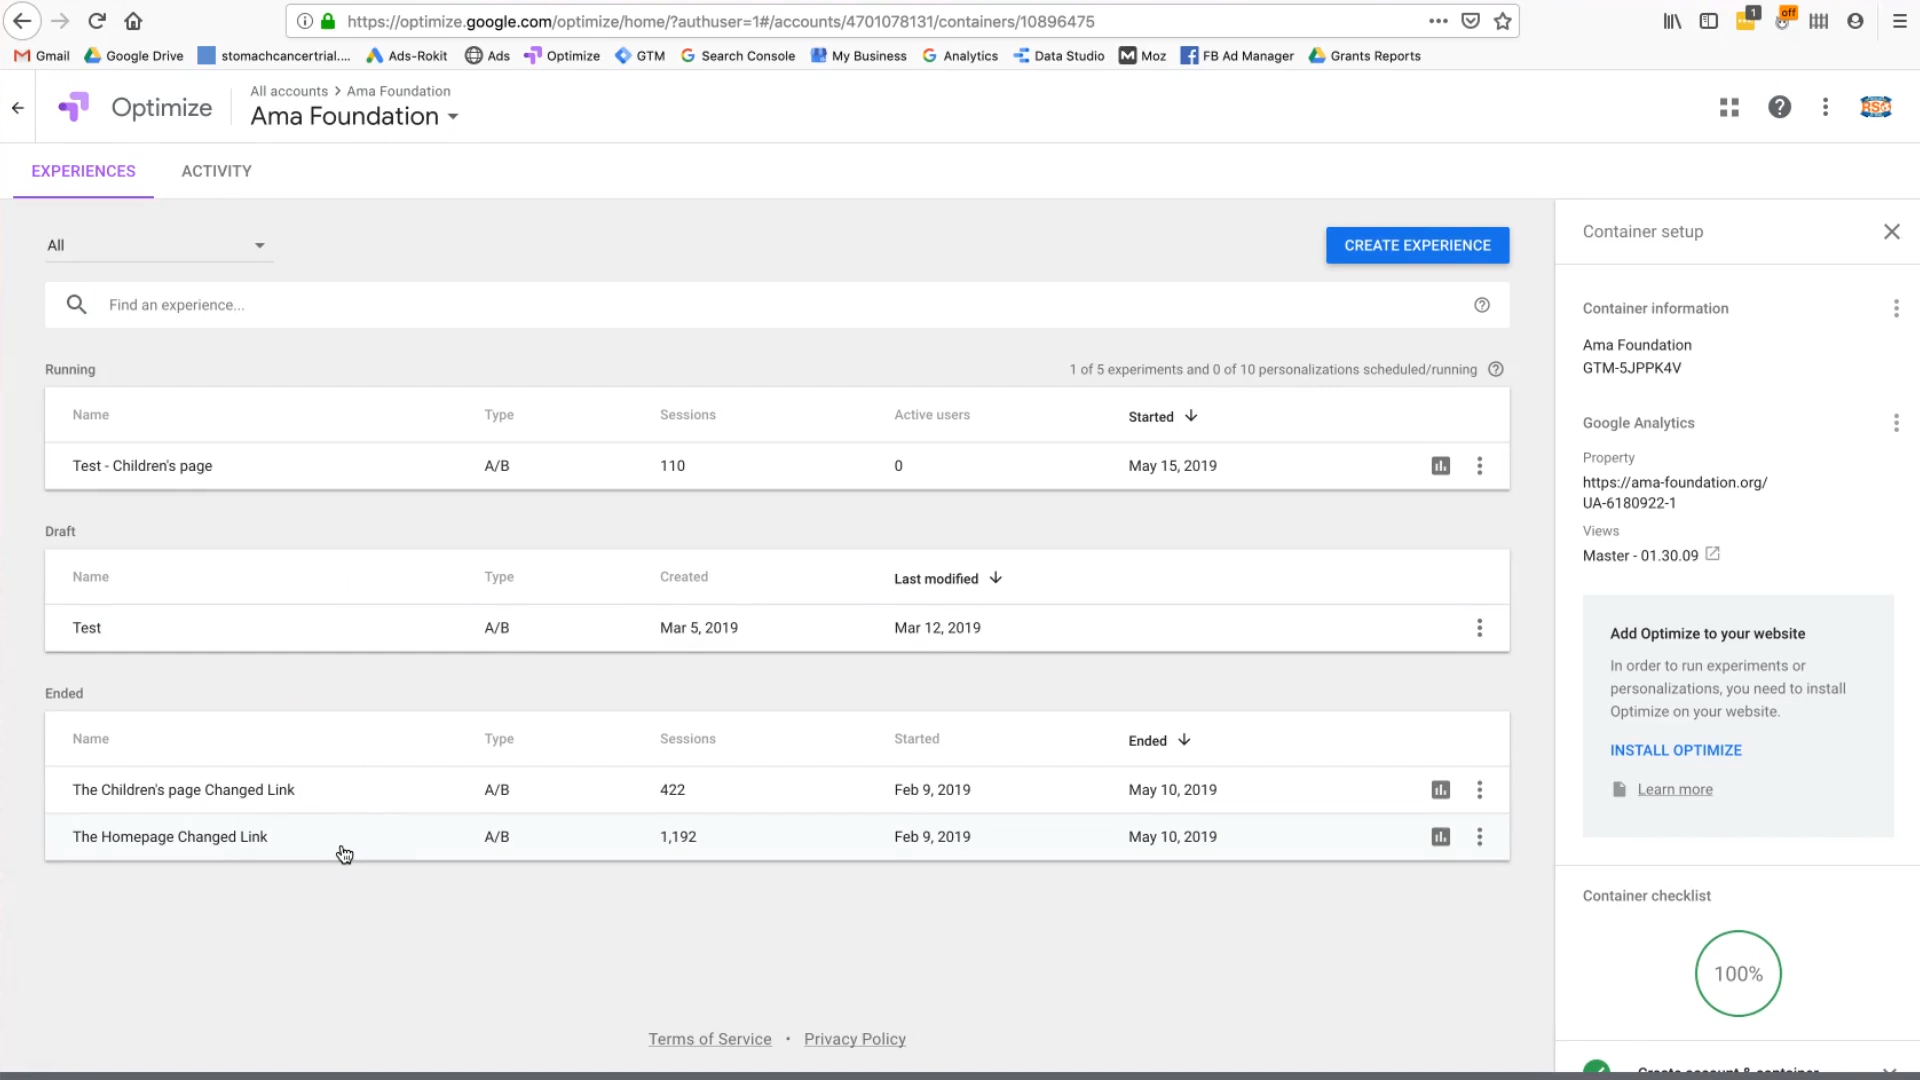 https://optimize.google.com/optimize/home/?authuser=1#/accounts/4701078131/containers/10896475
1
off
Gmail
Google Drive
stomachcancertrial....
Ads-Rokit
Ads
Optimize
GTM
Search Console
My Business
Analytics
Data Studio
Moz
FB Ad Manager
Grants Reports
Optimize
All accounts > Ama Foundation
Ama Foundation
RSO
EXPERIENCES
ACTIVITY
All
CREATE EXPERIENCE
Find an experience...
Running
1 of 5 experiments and 0 of 10 personalizations scheduled/running
Name Type Sessions Active users Started
Test - Children's page A/B 110 0 May 15, 2019
Draft
Name Type Created Last modified
Test A/B Mar 5, 2019 Mar 12, 2019
Ended
Name Type Sessions Started Ended
The Children's page Changed Link A/B 422 Feb 9, 2019 May 10, 2019
The Homepage Changed Link A/B 1,192 Feb 9, 2019 May 10, 2019
Terms of Service • Privacy Policy
Container setup
Container information
Ama Foundation
GTM-5JPPK4V
Google Analytics
Property
https://ama-foundation.org/
UA-6180922-1
Views
Master - 01.30.09
Add Optimize to your website
In order to run experiments or
personalizations, you need to install
Optimize on your website.
INSTALL OPTIMIZE
Learn more
Container checklist
100%
Create account & container